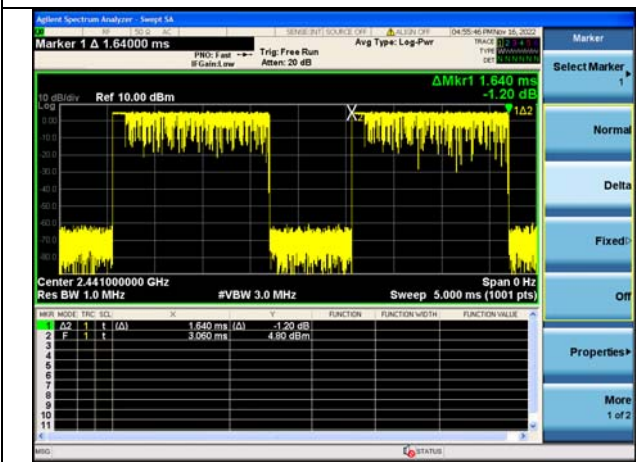 Agilent Spectrum Analyzer - Swept SA
RF 50 Ω AC SENSE:INT SOURCE OFF ALIGN OFF 04:55:46 PM Nov 16, 2022
Marker 1 Δ 1.64000 ms
PNO: Fast
IFGain:Low
Trig: Free Run
Atten: 20 dB
Avg Type: Log-Pwr
TRACE 1 2 3 4 5 6
TYPE
DET N N N N N N
ΔMkr1 1.640 ms
-1.20 dB
10 dB/div Ref 10.00 dBm
Log
0.00
-10.0
-20.0
-30.0
-40.0
-50.0
-60.0
-70.0
-80.0
X2
1Δ2
Center 2.441000000 GHz Span 0 Hz
Res BW 1.0 MHz #VBW 3.0 MHz Sweep 5.000 ms (1001 pts)
MKR MODE TRC SCL X Y FUNCTION FUNCTION WIDTH FUNCTION VALUE
1 Δ2 1 t (Δ) 1.640 ms (Δ) -1.20 dB
2 F 1 t 3.060 ms 4.80 dBm
3
4
5
6
7
8
9
10
11
MSG STATUS
Marker
Select Marker
1
Normal
Delta
Fixed
Off
Properties
More
1 of 2